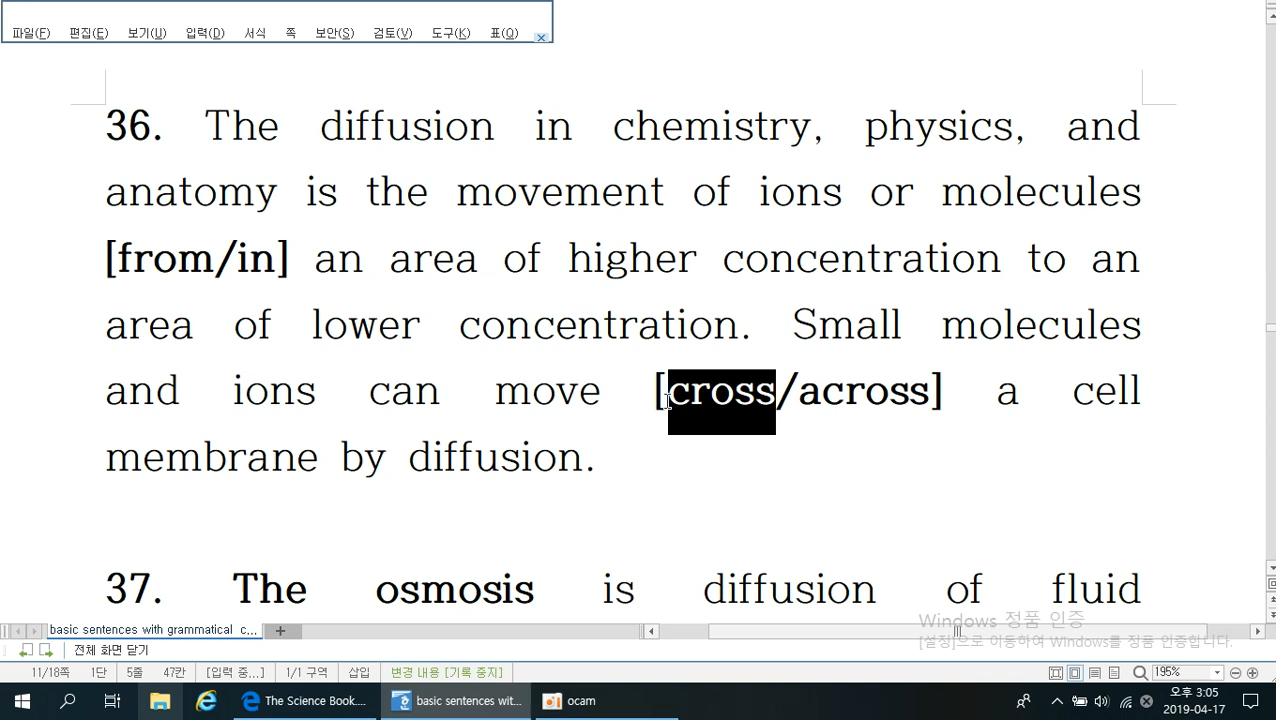 파일(F) 편집(E) 보기(U) 입력(D) 서식 쪽 보안(S) 검토(V) 도구(K) 표(Q)
36. The diffusion in chemistry, physics, and
anatomy is the movement of ions or molecules
[from/in] an area of higher concentration to an
area of lower concentration. Small molecules
and ions can move [cross/across] a cell
membrane by diffusion.
37. The osmosis is diffusion of fluid
Windows 정품 인증
[설정]으로 이동하여 Windows를 정품 인증합니다.
basic sentences with grammatical c...
전체 화면 닫기
11/18쪽 1단 5줄 47칸 [입력 중...] 1/1 구역 삽입 변경 내용 [기록 중지] 195%
The Science Book.... basic sentences wit... ocam
오후 3:05
2019-04-17